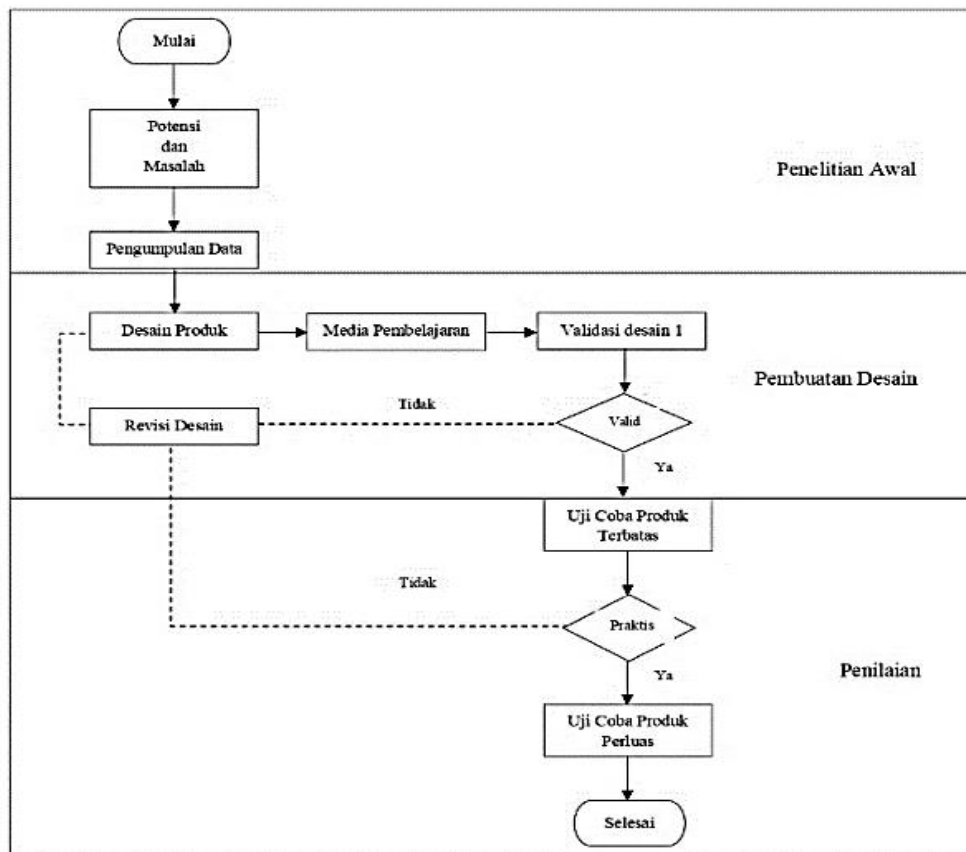 Mulai
Potensi
dan
Masalah
Penelitian Awal
Pengumpulan Data
Desain Produk
Media Pembelajaran
Validasi desain 1
Pembuatan Desain
Tidak
Revisi Desain
Valid
Ya
Uji Coba Produk
Terbatas
Tidak
Praktis
Ya
Penilaian
Uji Coba Produk
Perluas
Selesai